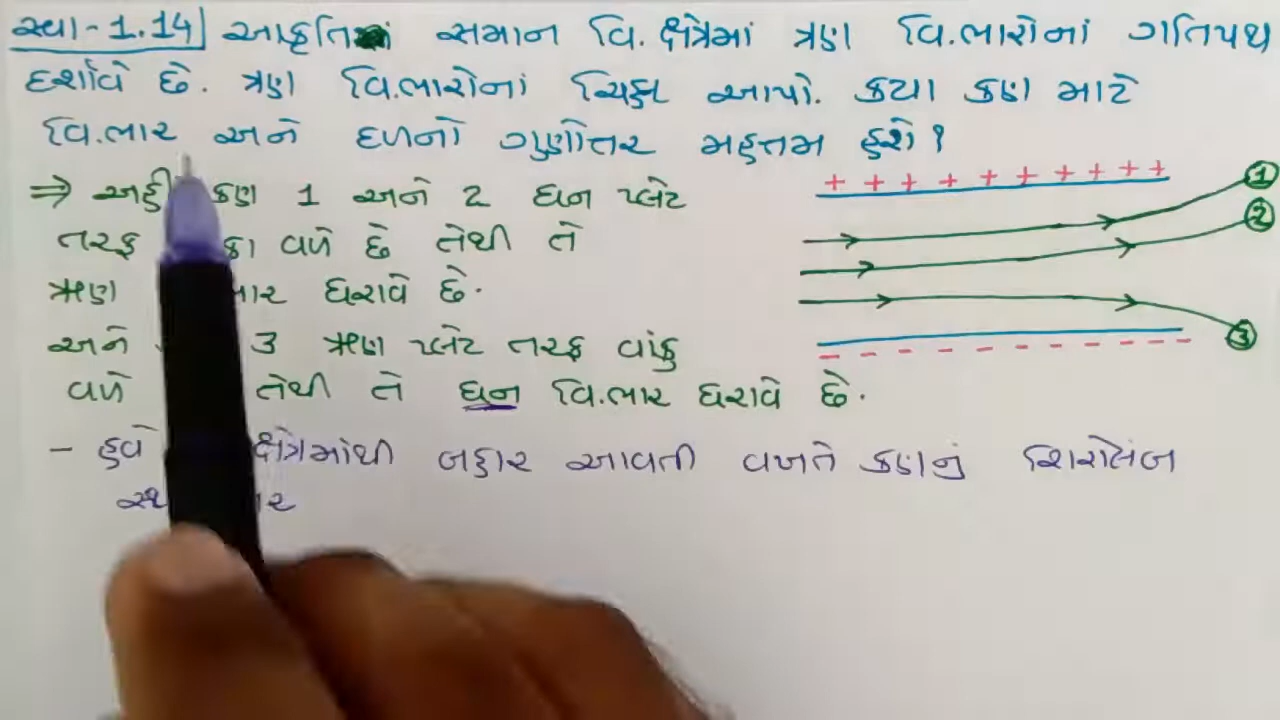 સ્વા-1.14 આકૃતિમાં સમાન વિ. ક્ષેત્રમાં ત્રણ વિ.ભારોનાં ગતિપથ
દર્શાવે છે. ત્રણ વિ.ભારોનાં ચિહ્ન આપો. કયા કણ માટે
વિ.ભાર અને દળનો ગુણોત્તર મહત્તમ હશે?
+ + + + + + + + + +
⇒ કણ 1 અને 2 ધન પ્લેટ
તરફ વળે છે તેથી તે
ઋણ ધરાવે છે.
અને 3 ઋણ પ્લેટ તરફ વાંકુ
વળે તેથી તે ધન વિ.ભાર ધરાવે છે.
1
2
3
- - - - - - - - - -
- હવે ક્ષેત્રમાંથી બહાર આવતી વખતે કણનું શિરોલંબ